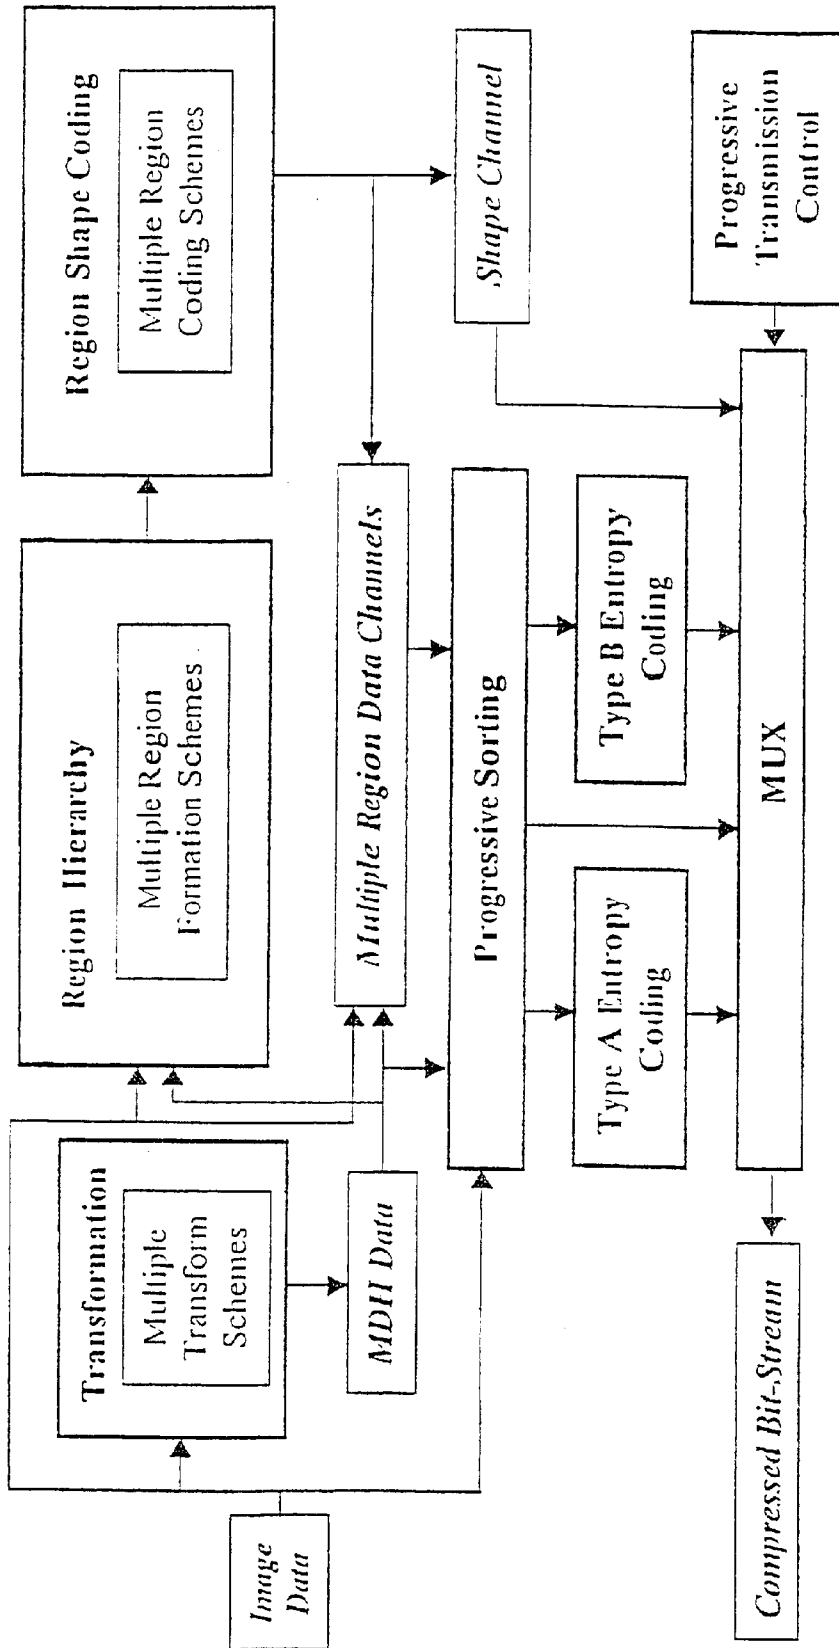 Image
Data
Transformation
Multiple
Transform
Schemes
MDH Data
Region Hierarchy
Multiple Region
Formation Schemes
Region Shape Coding
Multiple Region
Coding Schemes
Multiple Region Data Channels
Shape Channel
Progressive Sorting
Type A Entropy
Coding
Type B Entropy
Coding
Progressive
Transmission
Control
MUX
Compressed Bit-Stream